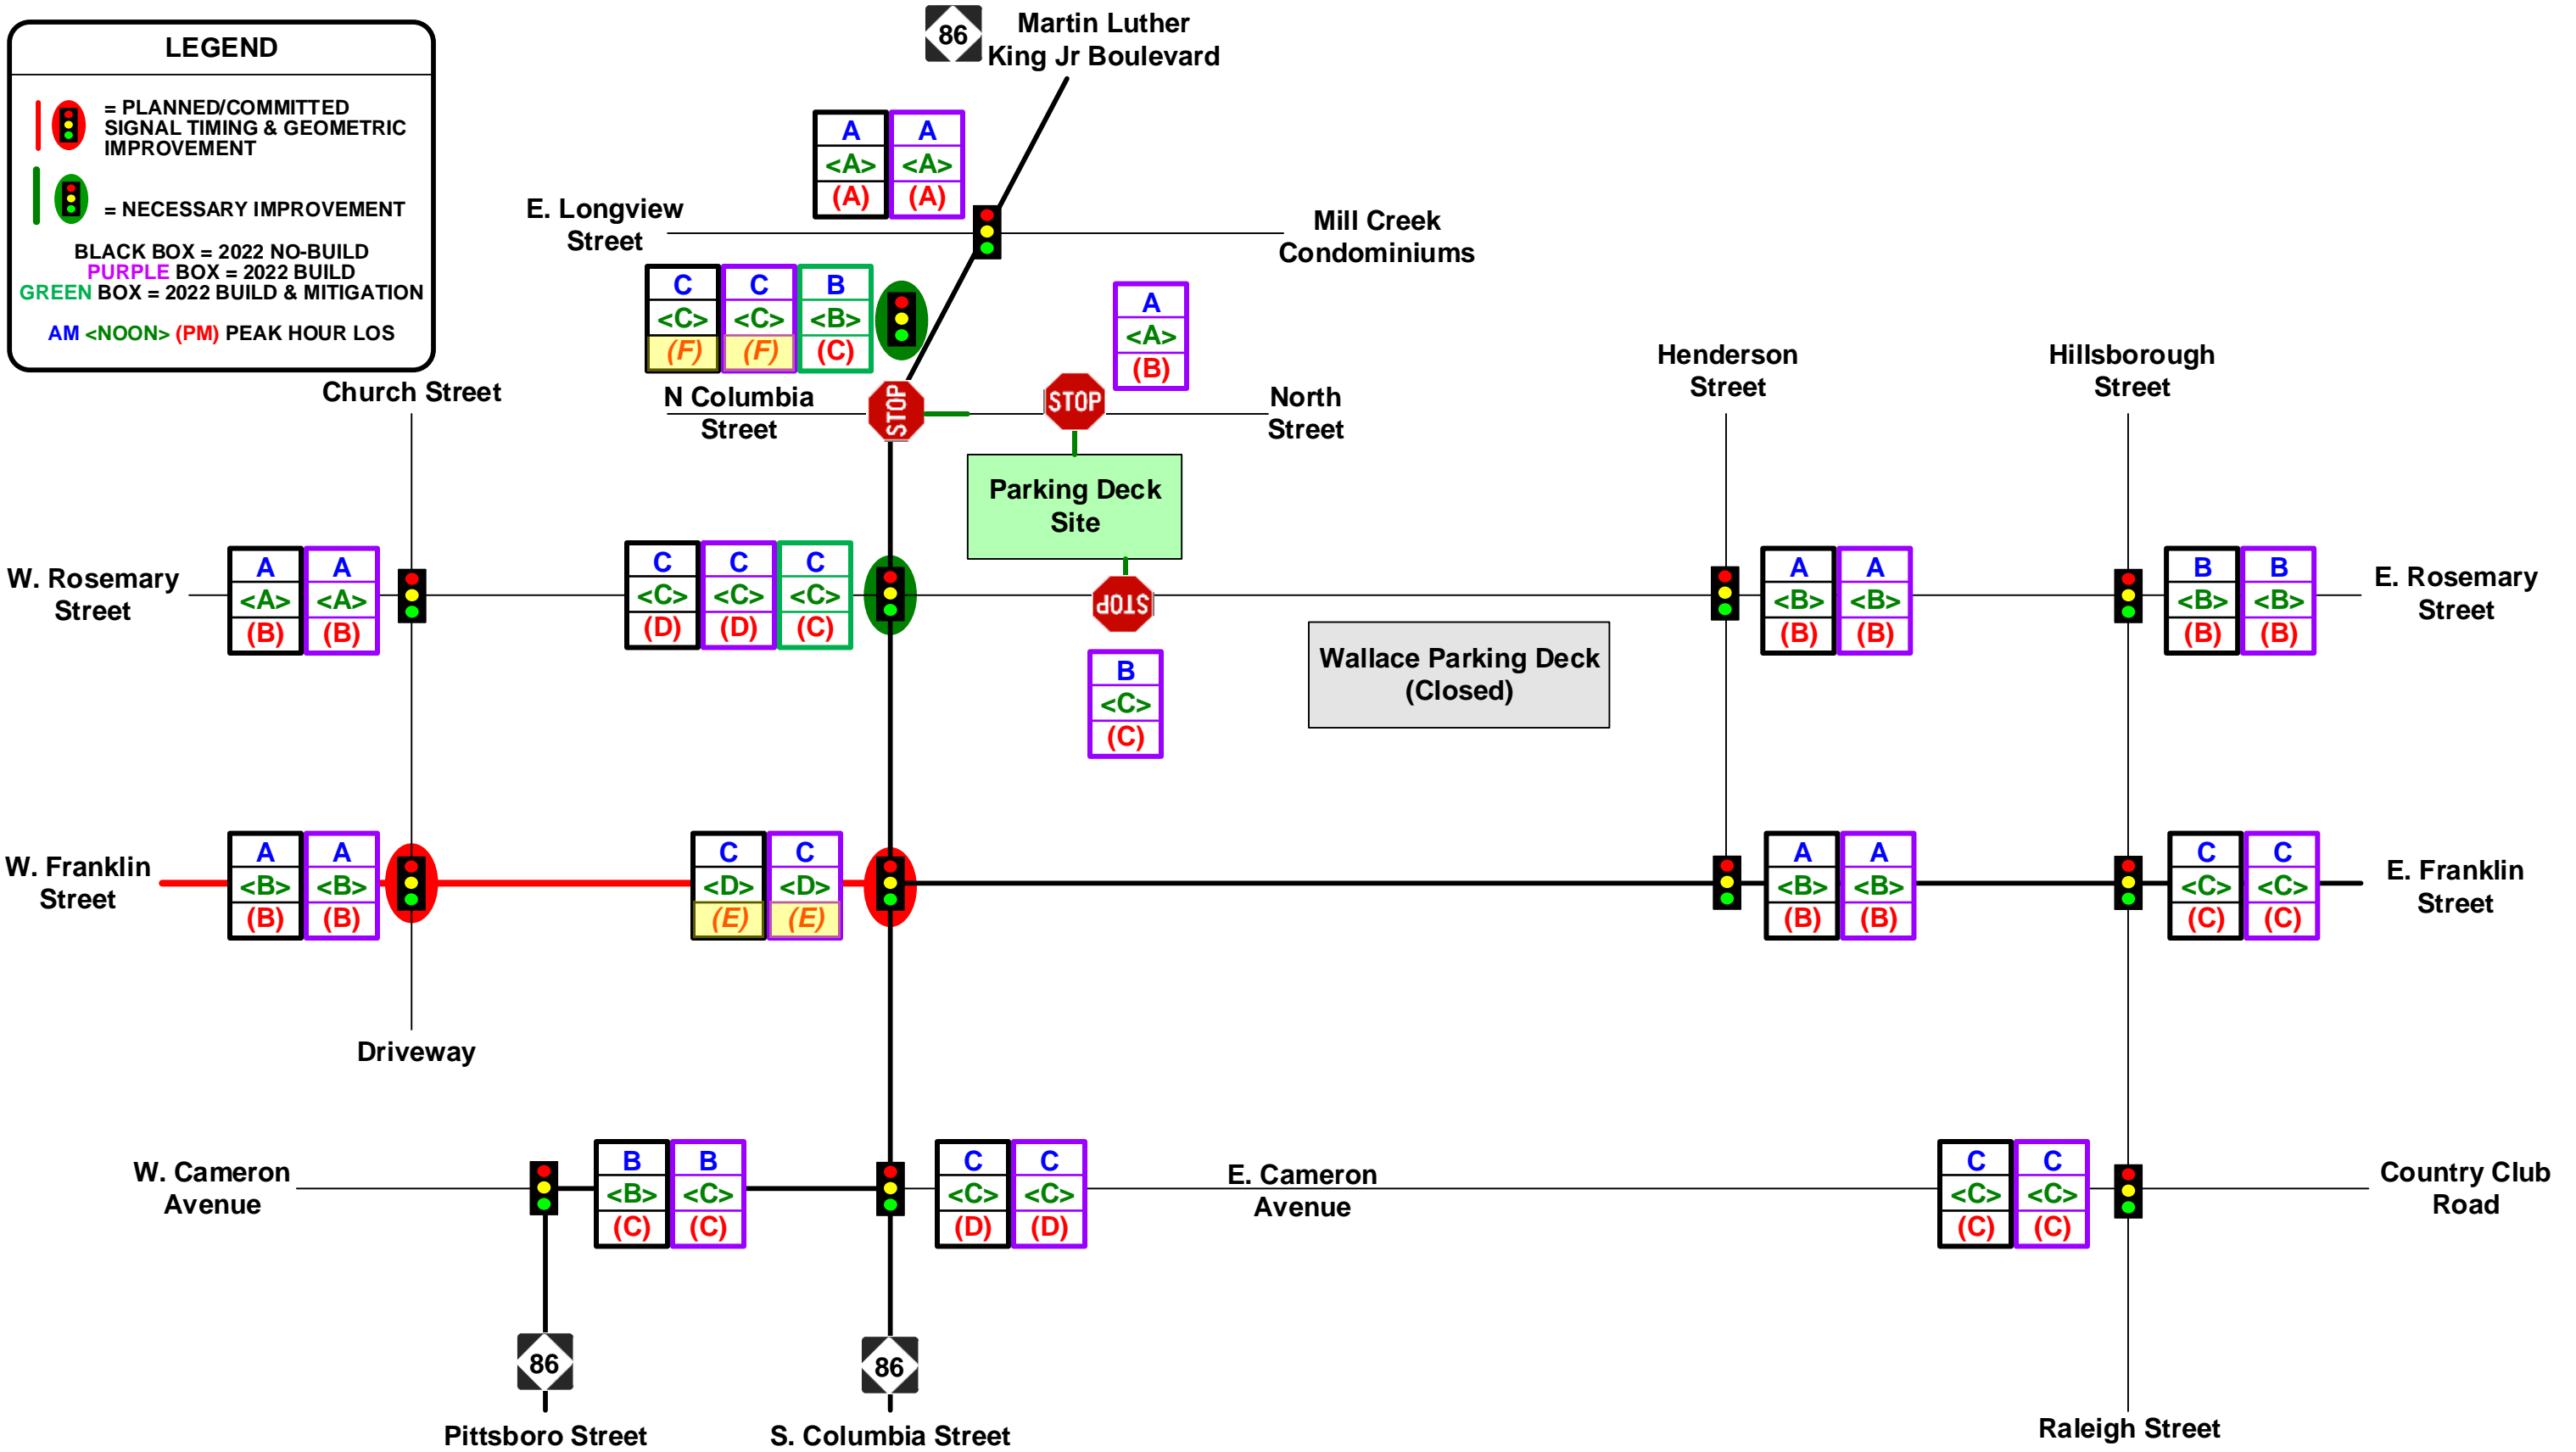 LEGEND
= PLANNED/COMMITTED
SIGNAL TIMING & GEOMETRIC
IMPROVEMENT
= NECESSARY IMPROVEMENT
BLACK BOX = 2022 NO-BUILD
PURPLE BOX = 2022 BUILD
GREEN BOX = 2022 BUILD & MITIGATION
AM <NOON> (PM) PEAK HOUR LOS
86
Martin Luther
King Jr Boulevard
A A
<A> <A>
(A) (A)
E. Longview
Street
Mill Creek
Condominiums
C C B
<C> <C> <B>
(F) (F) (C)
A
<A>
(B)
Church Street
N Columbia
Street
STOP
STOP
North
Street
Henderson
Street
Hillsborough
Street
Parking Deck
Site
W. Rosemary
Street
A A
<A> <A>
(B) (B)
C C C
<C> <C> <C>
(D) (D) (C)
STOP
A A
<B> <B>
(B) (B)
B B
<B> <B>
(B) (B)
E. Rosemary
Street
B
<C>
(C)
Wallace Parking Deck
(Closed)
W. Franklin
Street
A A
<B> <B>
(B) (B)
C C
<D> <D>
(E) (E)
A A
<B> <B>
(B) (B)
C C
<C> <C>
(C) (C)
E. Franklin
Street
Driveway
W. Cameron
Avenue
B B
<B> <C>
(C) (C)
C C
<C> <C>
(D) (D)
E. Cameron
Avenue
C C
<C> <C>
(C) (C)
Country Club
Road
86
86
Pittsboro Street
S. Columbia Street
Raleigh Street